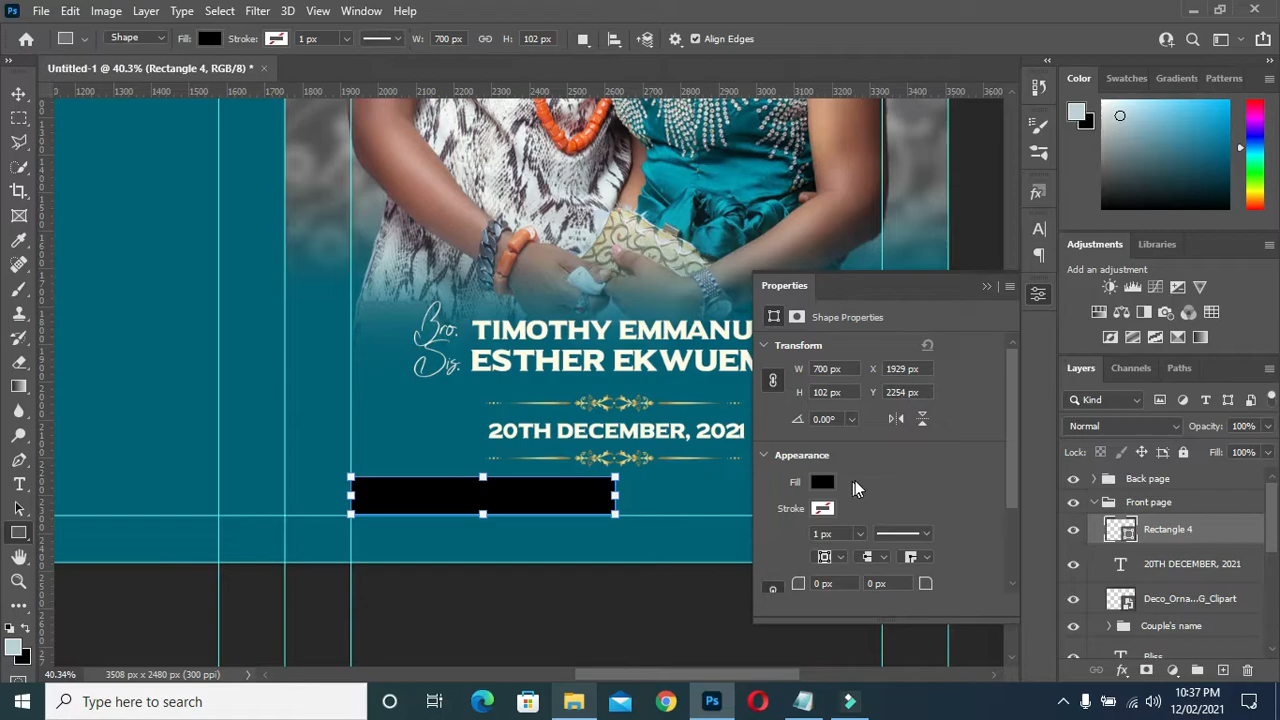 Ps File Edit Image Layer Type Select Filter 3D View Window Help
Shape Fill: Stroke: 1 px W: 700 px H: 102 px Align Edges
Untitled-1 @ 40.3% (Rectangle 4, RGB/8) * ×
1200 1300 1400 1500 1600 1700 1800 1900 2000 2100 2200 2300 2400 2500 2600 2700 2800 2900 3000 3100 3200 3300 3400 3500 3600
Color Swatches Gradients Patterns
Adjustments Libraries
Add an adjustment
Properties
Shape Properties
Transform
W 700 px X 1929 px
H 102 px Y 2254 px
0.00°
Appearance
Fill
Stroke
1 px
0 px 0 px
Bro. TIMOTHY EMMANU
Sis. ESTHER EKWUEM
20TH DECEMBER, 2021
Layers Channels Paths
Kind
Normal Opacity: 100%
Lock: Fill: 100%
Back page
Front page
Rectangle 4
T 20TH DECEMBER, 2021
Deco_Orna...G_Clipart
Couple's name
T Bliss
40.34% 3508 px x 2480 px (300 ppi)
Type here to search
Ps
10:37 PM
12/02/2021